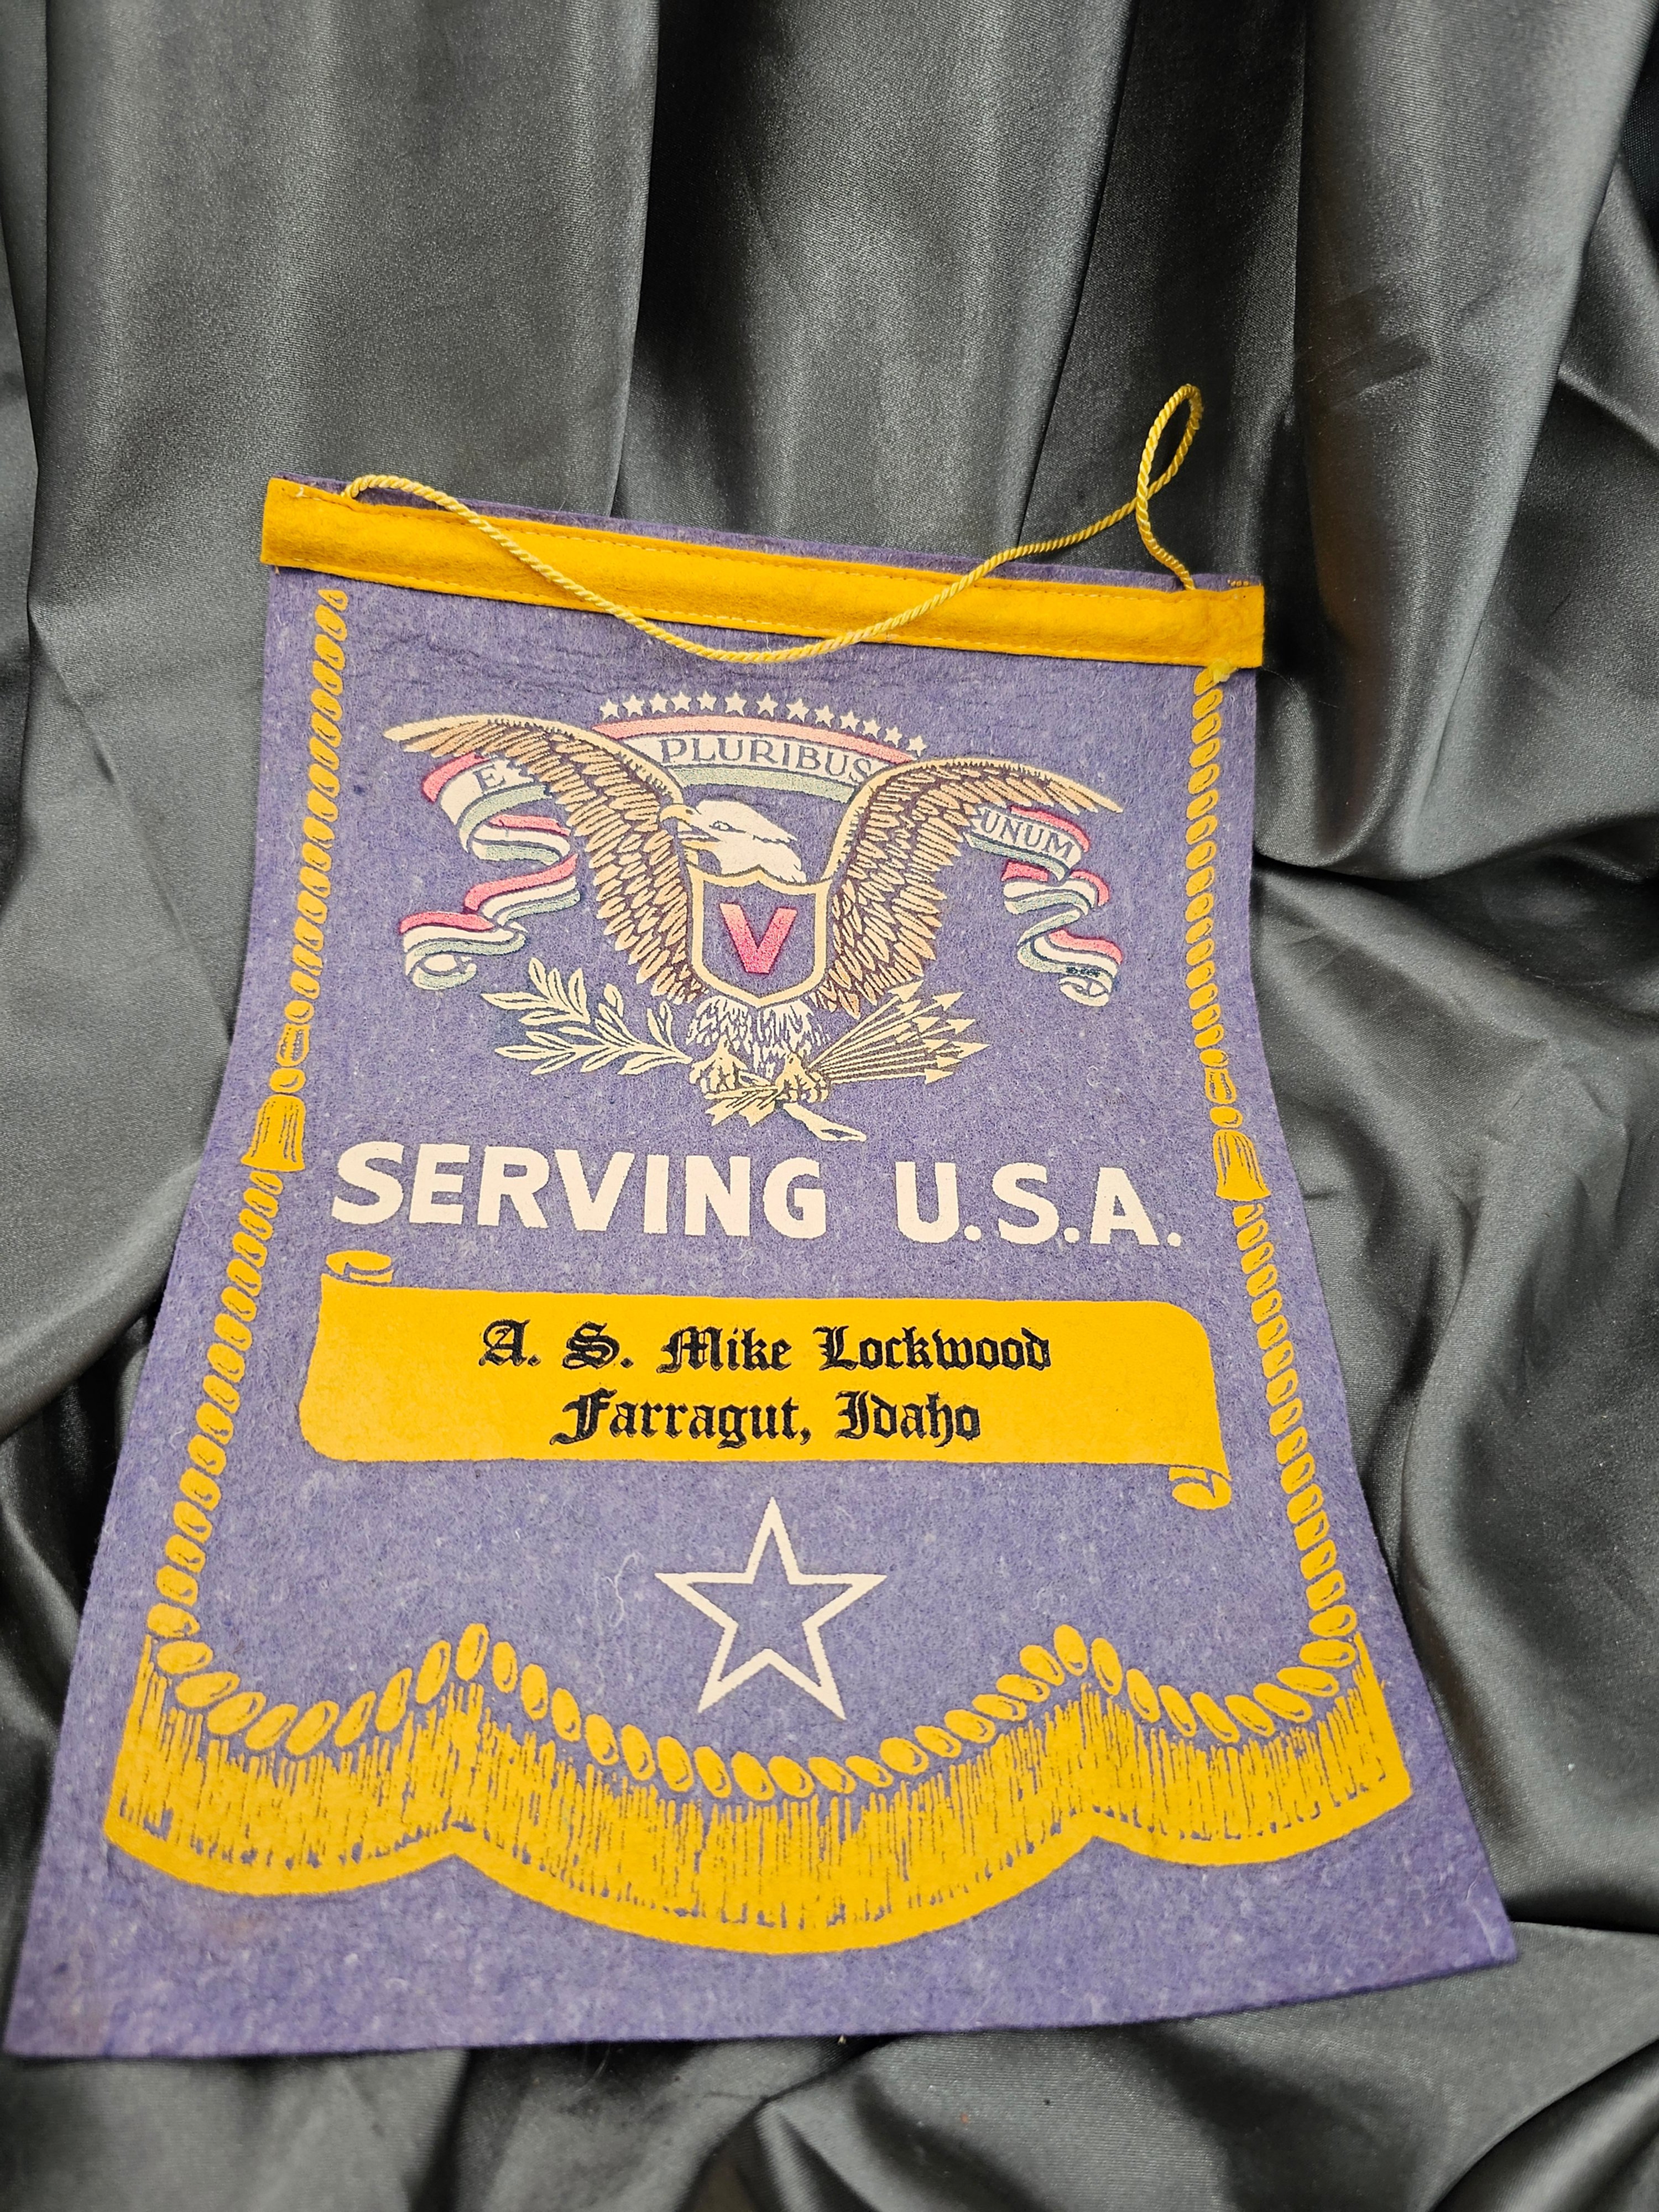 E PLURIBUS UNUM
V
SERVING U.S.A.
A. S. Mike Lockwood
Farragut, Idaho